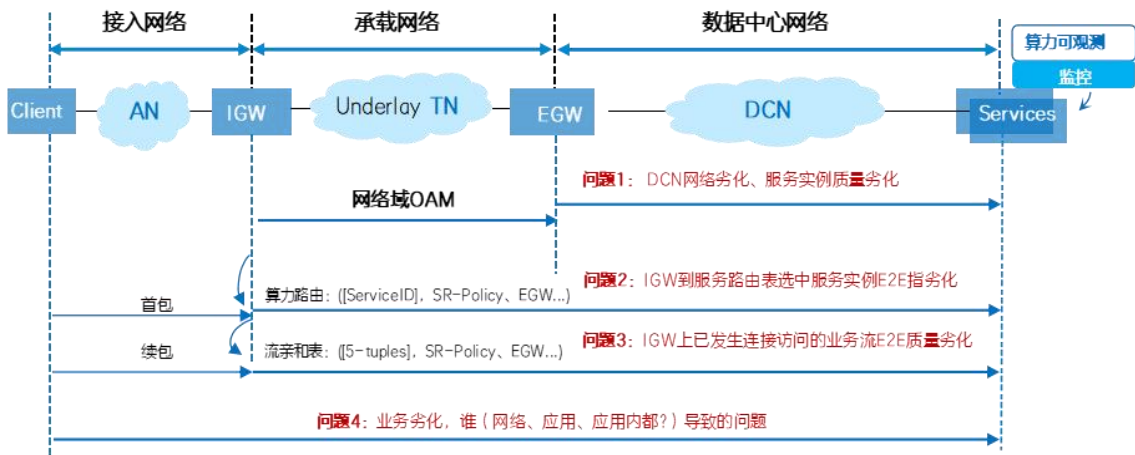 接入网络
承载网络
数据中心网络
算力可观测
监控
Client
AN
IGW
Underlay TN
EGW
DCN
Services
问题1： DCN网络劣化、服务实例质量劣化
网络域OAM
问题2：IGW到服务路由表选中服务实例E2E指劣化
首包
算力路由：([ServiceID]，SR-Policy、EGW...)
问题3：IGW上已发生连接访问的业务流E2E质量劣化
续包
流亲和表：([5-tuples]，SR-Policy、EGW...)
问题4：业务劣化，谁（网络、应用、应用内都？）导致的问题